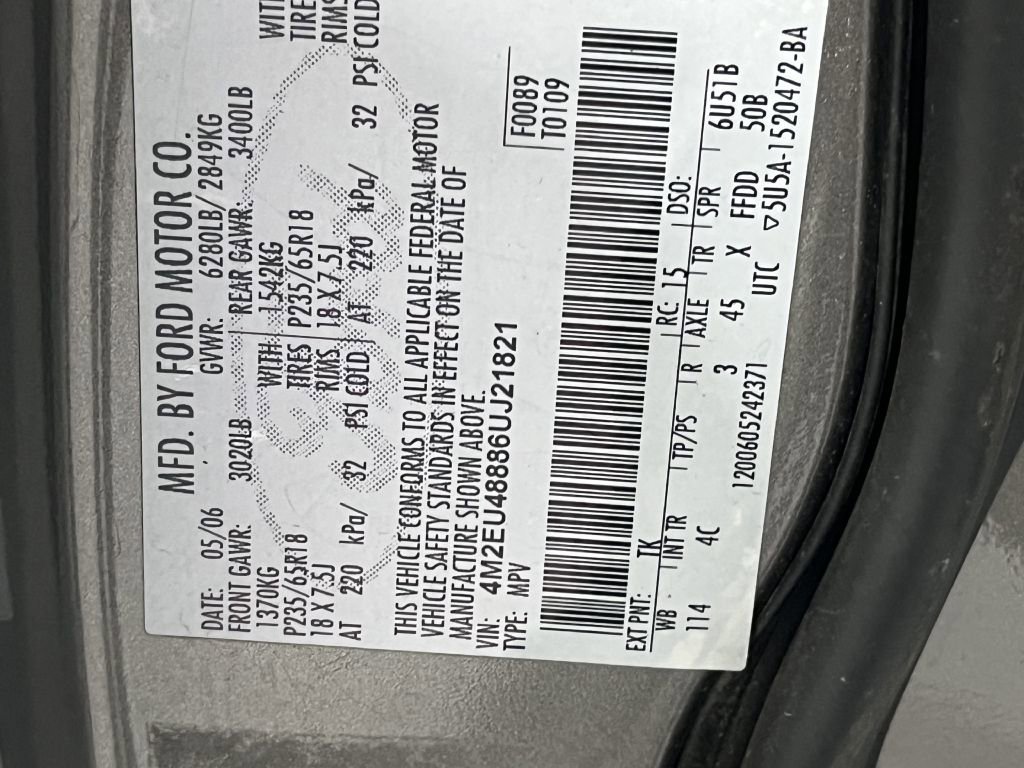 MFD. BY FORD MOTOR CO.
DATE: 05/06 GVWR: 6280LB/2849KG
FRONT GAWR: 3020LB REAR GAWR: 3400LB
1370KG WITH 1542KG WITH
P235/65R18 TIRES P235/65R18 TIRE
18 X 7.5J RIMS 18 X 7.5J RIMS
AT 220 kPa/ 32 PSI COLD AT 220 kPa/ 32 PSI COLD
THIS VEHICLE CONFORMS TO ALL APPLICABLE FEDERAL MOTOR
VEHICLE SAFETY STANDARDS IN EFFECT ON THE DATE OF
MANUFACTURE SHOWN ABOVE.
VIN: 4M2EU48886UJ21821
TYPE: MPV
F0089
T0109
EXT PNT: TK RC: 15 DSO:
WB INT TR TP/PS R AXLE TR SPR 6U51B
114 4C 3 45 X FFDD 50B
1200605242371 UTC ▽5U5A-1520472-BA